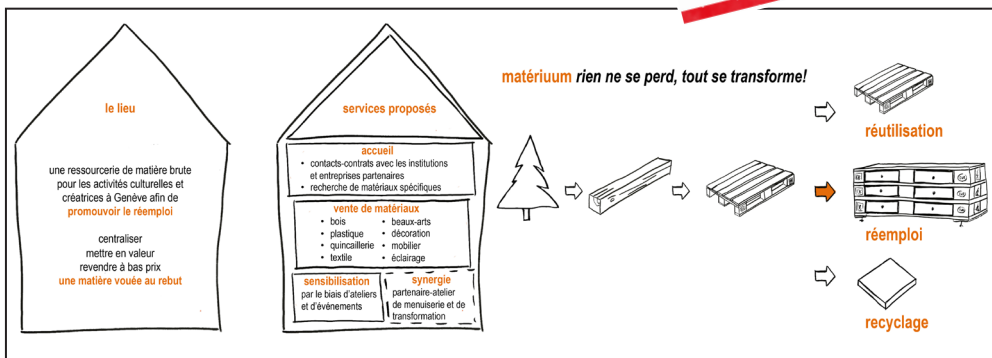 le lieu
une ressourcerie de matière brute
pour les activités culturelles et
créatrices à Genève afin de
promouvoir le réemploi
centraliser
mettre en valeur
revendre à bas prix
une matière vouée au rebut
services proposés
accueil
• contacts-contrats avec les institutions
et entreprises partenaires
• recherche de matériaux spécifiques
vente de matériaux
• bois
• plastique
• quincaillerie
• textile
• beaux-arts
• décoration
• mobilier
• éclairage
sensibilisation
par le biais d'ateliers
et d'événements
synergie
partenaire-atelier
de menuiserie et de
transformation
matériuum rien ne se perd, tout se transforme!
réutilisation
réemploi
recyclage